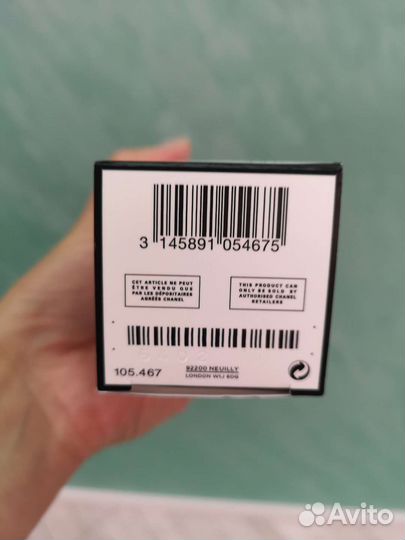 3 145891 054675
CET ARTICLE NE PEUT
ÊTRE VENDU QUE
PAR LES DÉPOSITAIRES
AGRÉÉS CHANEL
THIS PRODUCT CAN
ONLY BE SOLD BY
AUTHORISED CHANEL
RETAILERS
105.467
92200 NEUILLY
LONDON W1J 6DG
Avito